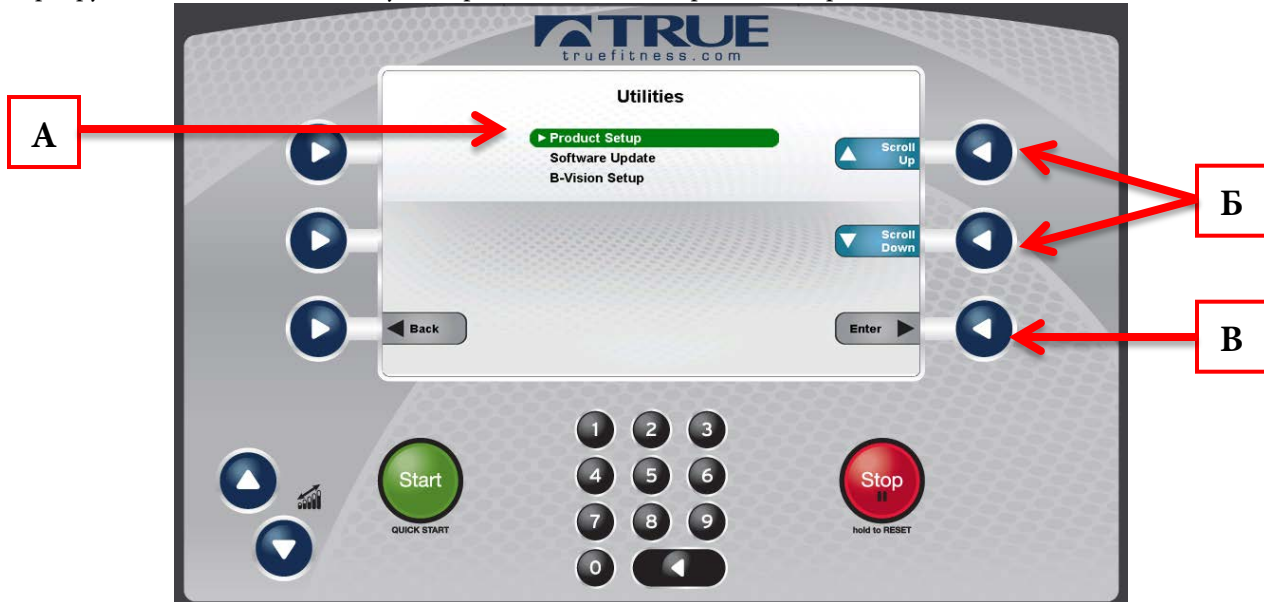 TRUE
truefitness.com
Utilities
Product Setup
Software Update
B-Vision Setup
Scroll Up
Scroll Down
Back
Enter
А
Б
В
1 2 3
4 5 6
7 8 9
0
Start
QUICK START
Stop
hold to RESET